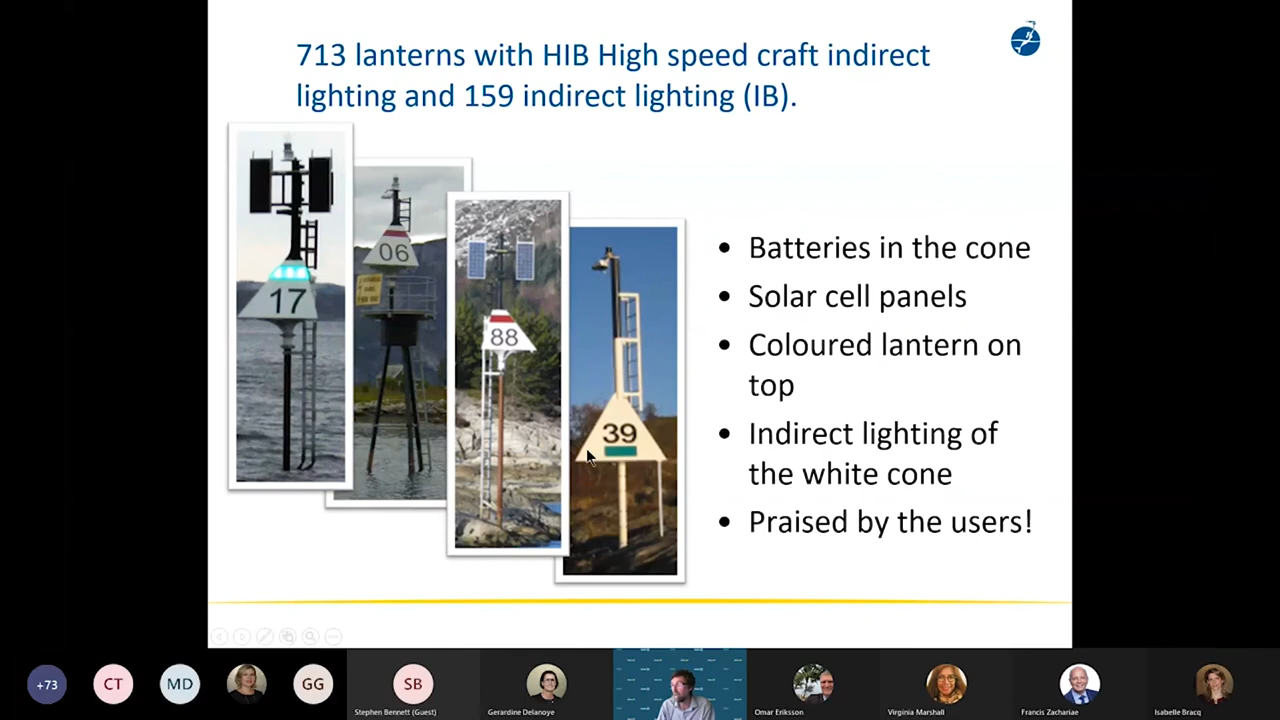 713 lanterns with HIB High speed craft indirect
lighting and 159 indirect lighting (IB).
17
06
88
39
• Batteries in the cone
• Solar cell panels
• Coloured lantern on
top
• Indirect lighting of
the white cone
• Praised by the users!
+73
CT
MD
GG
SB
Stephen Bennett (Guest)
Gerardine Delanoye
Omar Eriksson
Virginia Marshall
Francis Zachariae
Isabelle Bracq